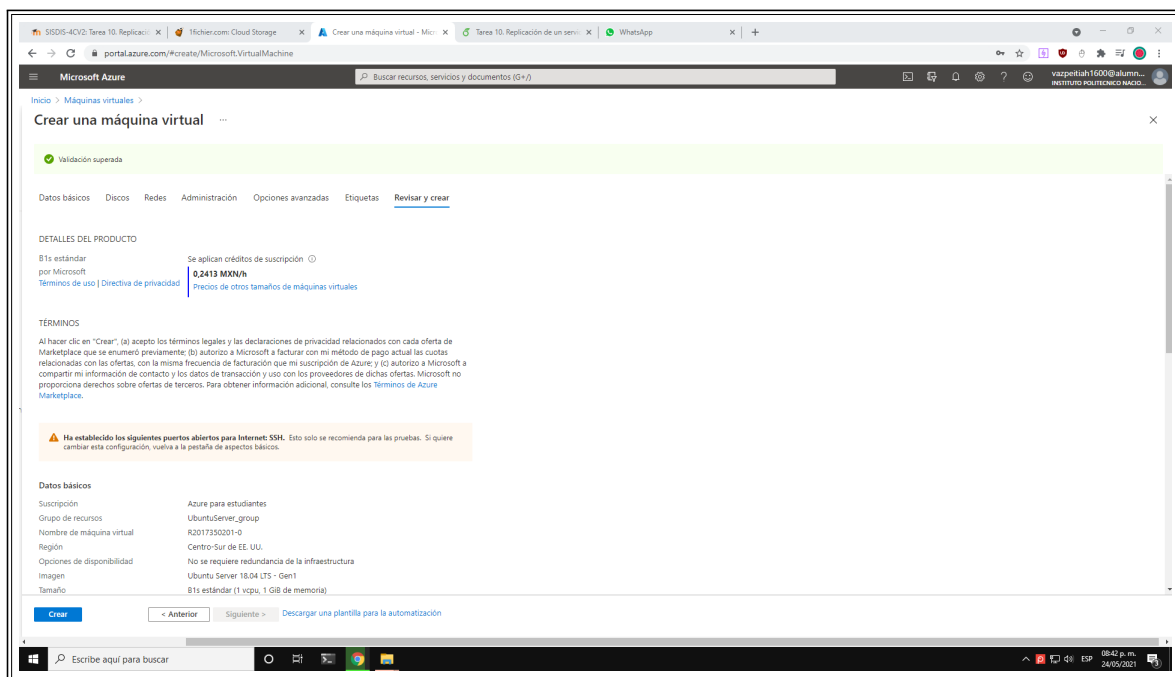 SISDIS-4CV2: Tarea 10. Replicació
1fichier.com: Cloud Storage
Crear una máquina virtual - Micr
Tarea 10. Replicación de un servi
WhatsApp
portal.azure.com/#create/Microsoft.VirtualMachine
Microsoft Azure
Buscar recursos, servicios y documentos (G+/)
vazpeitiah1600@alumn...
INSTITUTO POLITECNICO NACIO...
Inicio > Máquinas virtuales >
Crear una máquina virtual ...
Validación superada
Datos básicos Discos Redes Administración Opciones avanzadas Etiquetas Revisar y crear
DETALLES DEL PRODUCTO
B1s estándar
por Microsoft
Términos de uso | Directiva de privacidad
Se aplican créditos de suscripción
0,2413 MXN/h
Precios de otros tamaños de máquinas virtuales
TÉRMINOS
Al hacer clic en "Crear", (a) acepto los términos legales y las declaraciones de privacidad relacionados con cada oferta de
Marketplace que se enumeró previamente; (b) autorizo a Microsoft a facturar con mi método de pago actual las cuotas
relacionadas con las ofertas, con la misma frecuencia de facturación que mi suscripción de Azure; y (c) autorizo a Microsoft a
compartir mi información de contacto y los datos de transacción y uso con los proveedores de dichas ofertas. Microsoft no
proporciona derechos sobre ofertas de terceros. Para obtener información adicional, consulte los Términos de Azure
Marketplace.
Ha establecido los siguientes puertos abiertos para Internet: SSH. Esto solo se recomienda para las pruebas. Si quiere
cambiar esta configuración, vuelva a la pestaña de aspectos básicos.
Datos básicos
Suscripción Azure para estudiantes
Grupo de recursos UbuntuServer_group
Nombre de máquina virtual R2017350201-0
Región Centro-Sur de EE. UU.
Opciones de disponibilidad No se requiere redundancia de la infraestructura
Imagen Ubuntu Server 18.04 LTS - Gen1
Tamaño B1s estándar (1 vcpu, 1 GiB de memoria)
Crear < Anterior Siguiente > Descargar una plantilla para la automatización
Escribe aquí para buscar
ESP
08:42 p. m.
24/05/2021